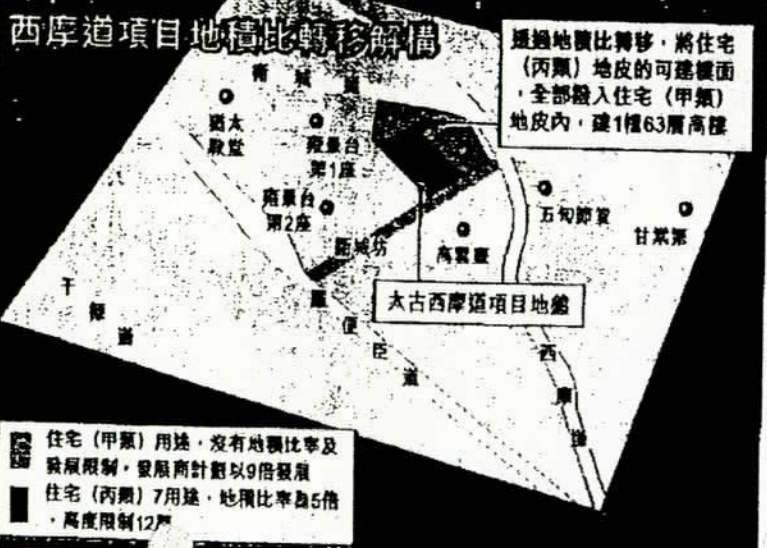 西摩道項目地積比轉移解構
透過地積比轉移，將住宅
（丙類）地皮的可建樓面
，全部撥入住宅（甲類）
地皮內，建1幢63層高樓
衛城道
猶太
殿堂
雍景台
第1座
雍景台
第2座
衛城坊
高雲臺
五旬節會
甘棠第
太古西摩道項目地盤
干德道
羅便臣道
西摩道
住宅（甲類）用途，沒有地積比率及
發展限制，發展商計劃以9倍發展
住宅（丙類）7用途，地積比率為5倍
，高度限制12層